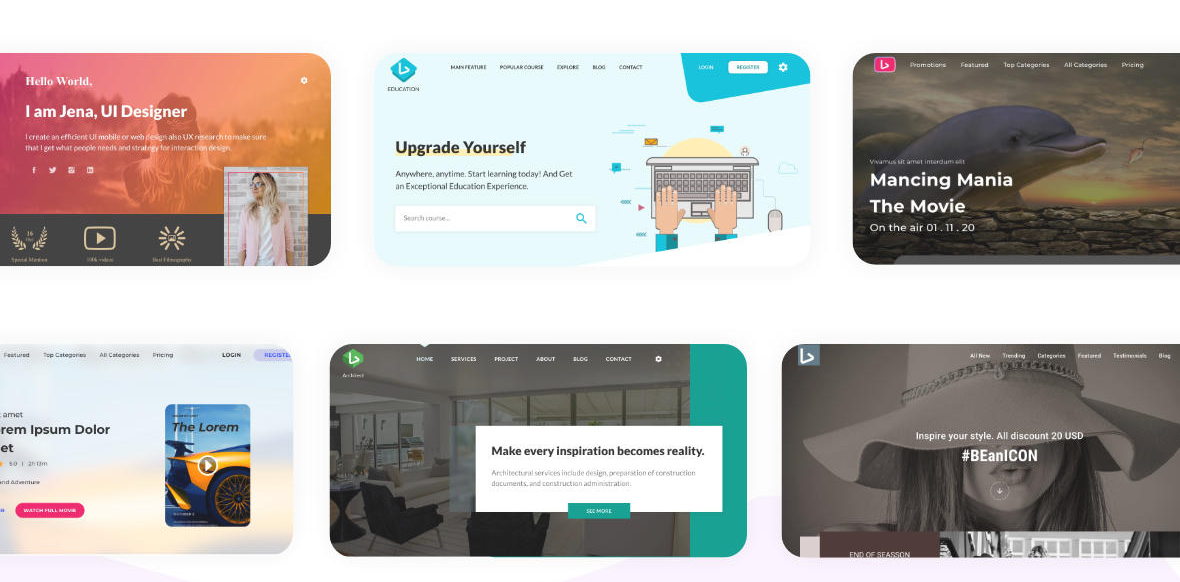 Hello World,
I am Jena, UI Designer
I create an efficient UI mobile or web design also UX research to make sure
that I get what people needs and strategy for interaction design.
16
Special Mention
100k videos
Best Filmography
EDUCATION
MAIN FEATURE POPULAR COURSE EXPLORE BLOG CONTACT
LOGIN REGISTER
Upgrade Yourself
Anywhere, anytime. Start learning today! And Get
an Exceptional Education Experience.
Search course...
Promotions Featured Top Categories All Categories Pricing
Vivamus sit amet interdum elit
Mancing Mania
The Movie
On the air 01 . 11 . 20
Featured Top Categories All Categories Pricing LOGIN REGISTE
amet
rem Ipsum Dolor
et
5.0 | 2h 13m
and Adventure
WATCH FULL MOVIE
The Lorem
Architect
HOME SERVICES PROJECT ABOUT BLOG CONTACT
Make every inspiration becomes reality.
Architectural services include design, preparation of construction
documents, and construction administration.
SEE MORE
All New Trending Categories Featured Testimonials Blog
Inspire your style. All discount 20 USD
#BEanICON
END OF SEASSON